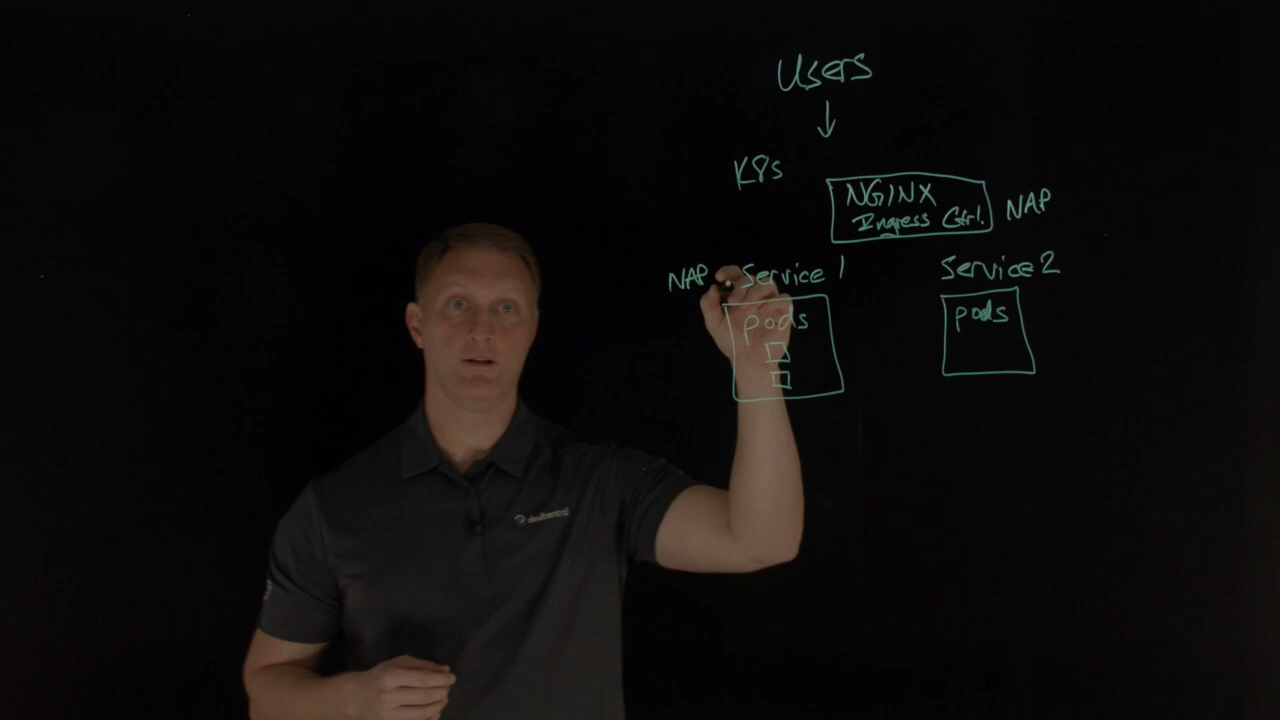 Users
K8s
NGINX
Ingress Ctrl.
NAP
NAP
Service 1
Service 2
pods
pods